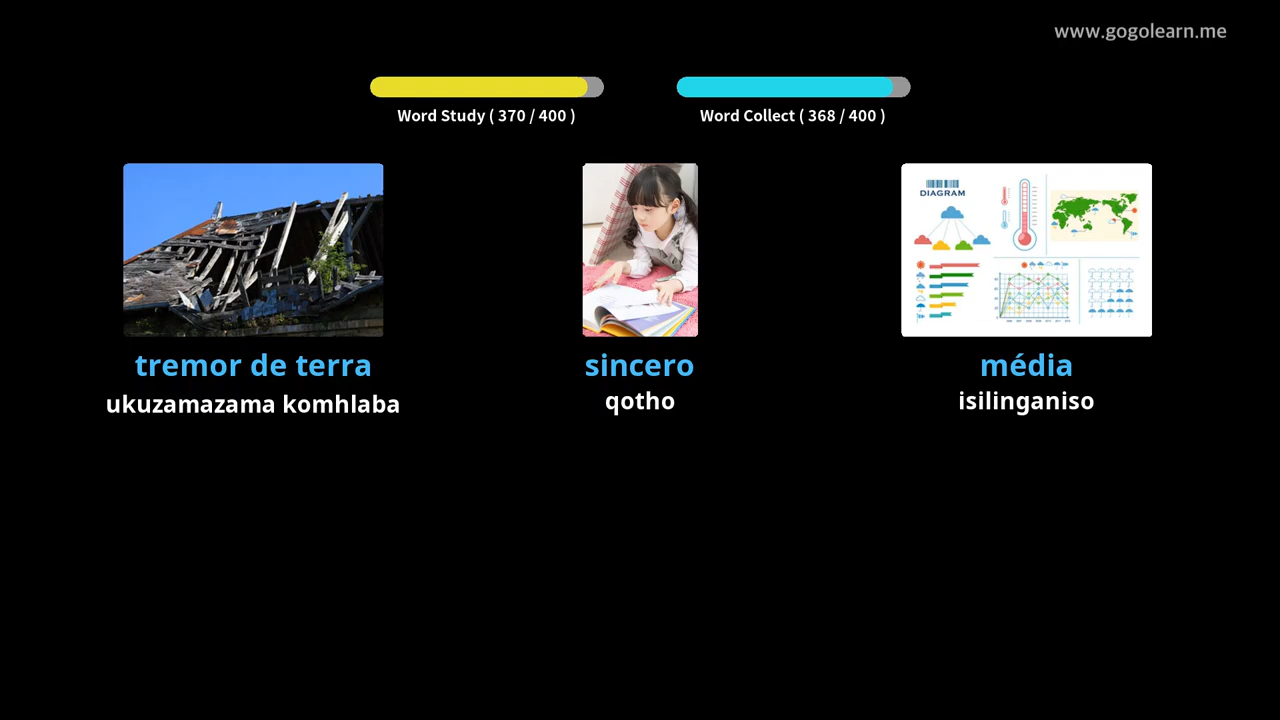 www.gogolearn.me
Word Study ( 370 / 400 )
Word Collect ( 368 / 400 )
DIAGRAM
tremor de terra
sincero
média
ukuzamazama komhlaba
qotho
isilinganiso